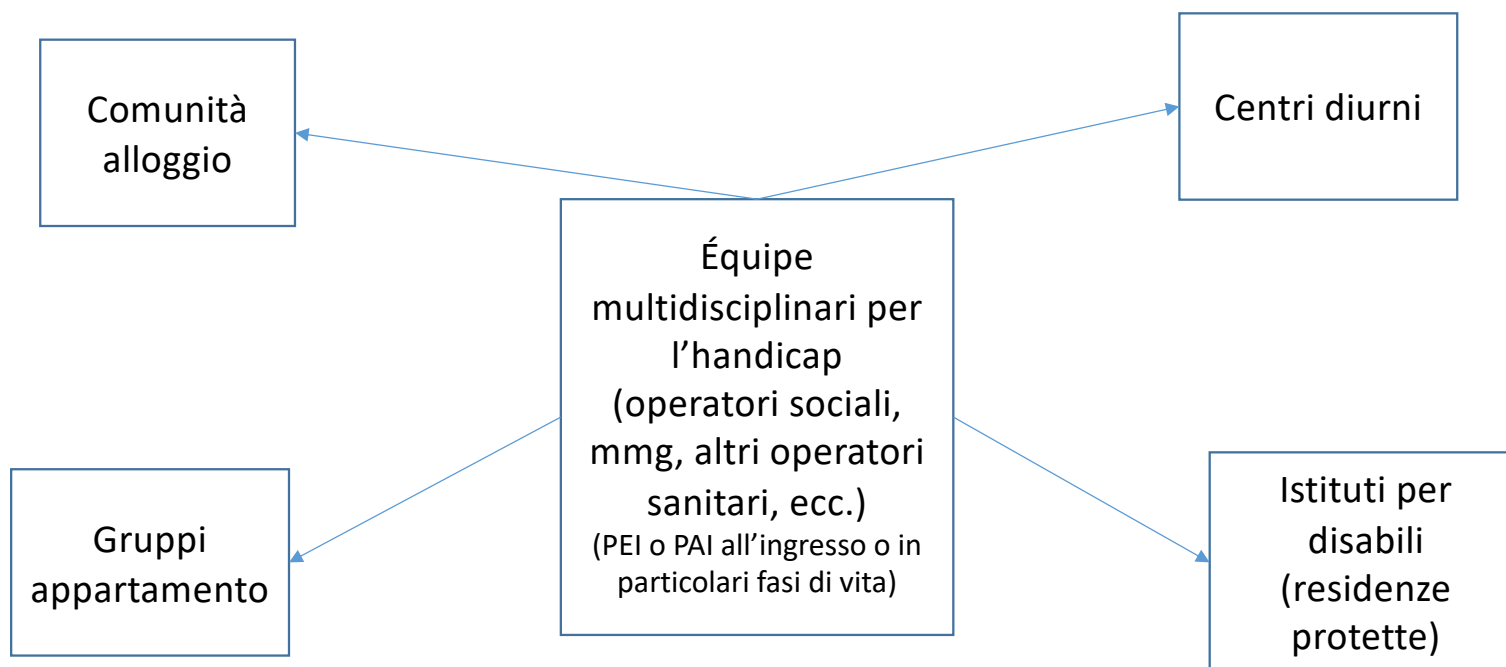 Comunità
alloggio
Centri diurni
Équipe
multidisciplinari per
l’handicap
(operatori sociali,
mmg, altri operatori
sanitari, ecc.)
(PEI o PAI all’ingresso o in
particolari fasi di vita)
Gruppi
appartamento
Istituti per
disabili
(residenze
protette)